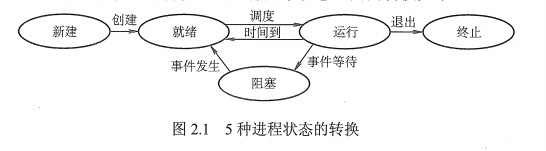 创建
调度
退出
新建
就绪
时间到
运行
终止
事件发生
事件等待
阻塞
图 2.1 5 种进程状态的转换